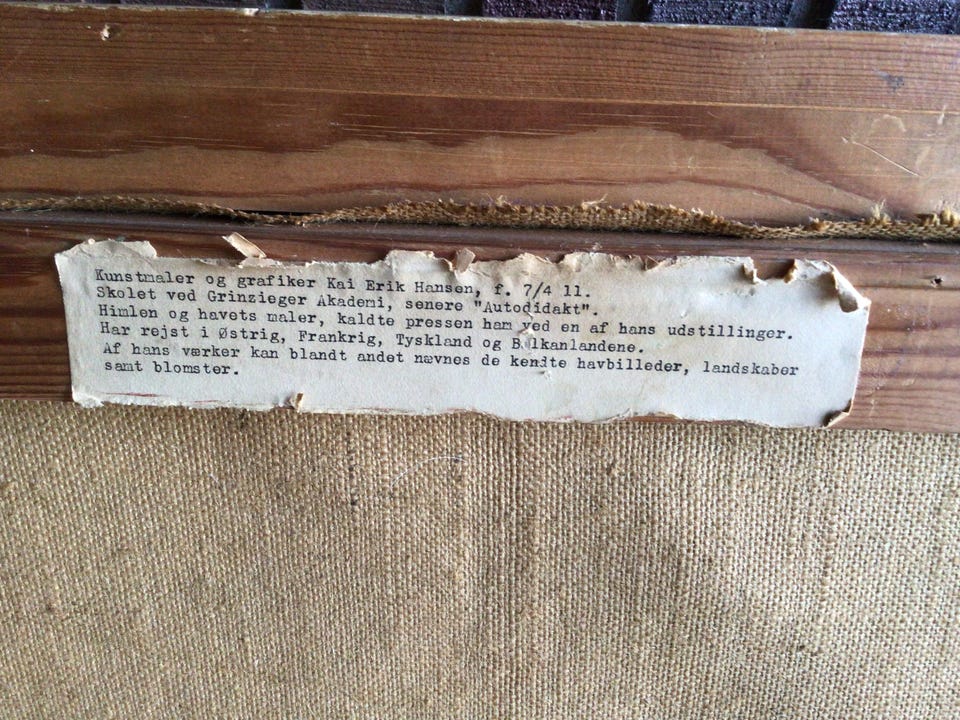 Kunstmaler og grafiker Kai Erik Hansen, f. 7/4 11.
Skolet ved Grinzieger Akademi, senere "Autodidakt".
Himlen og havets maler, kaldte pressen ham ved en af hans udstillinger.
Har rejst i Østrig, Frankrig, Tyskland og Balkanlandene.
Af hans værker kan blandt andet nævnes de kendte havbilleder, landskaber
samt blomster.